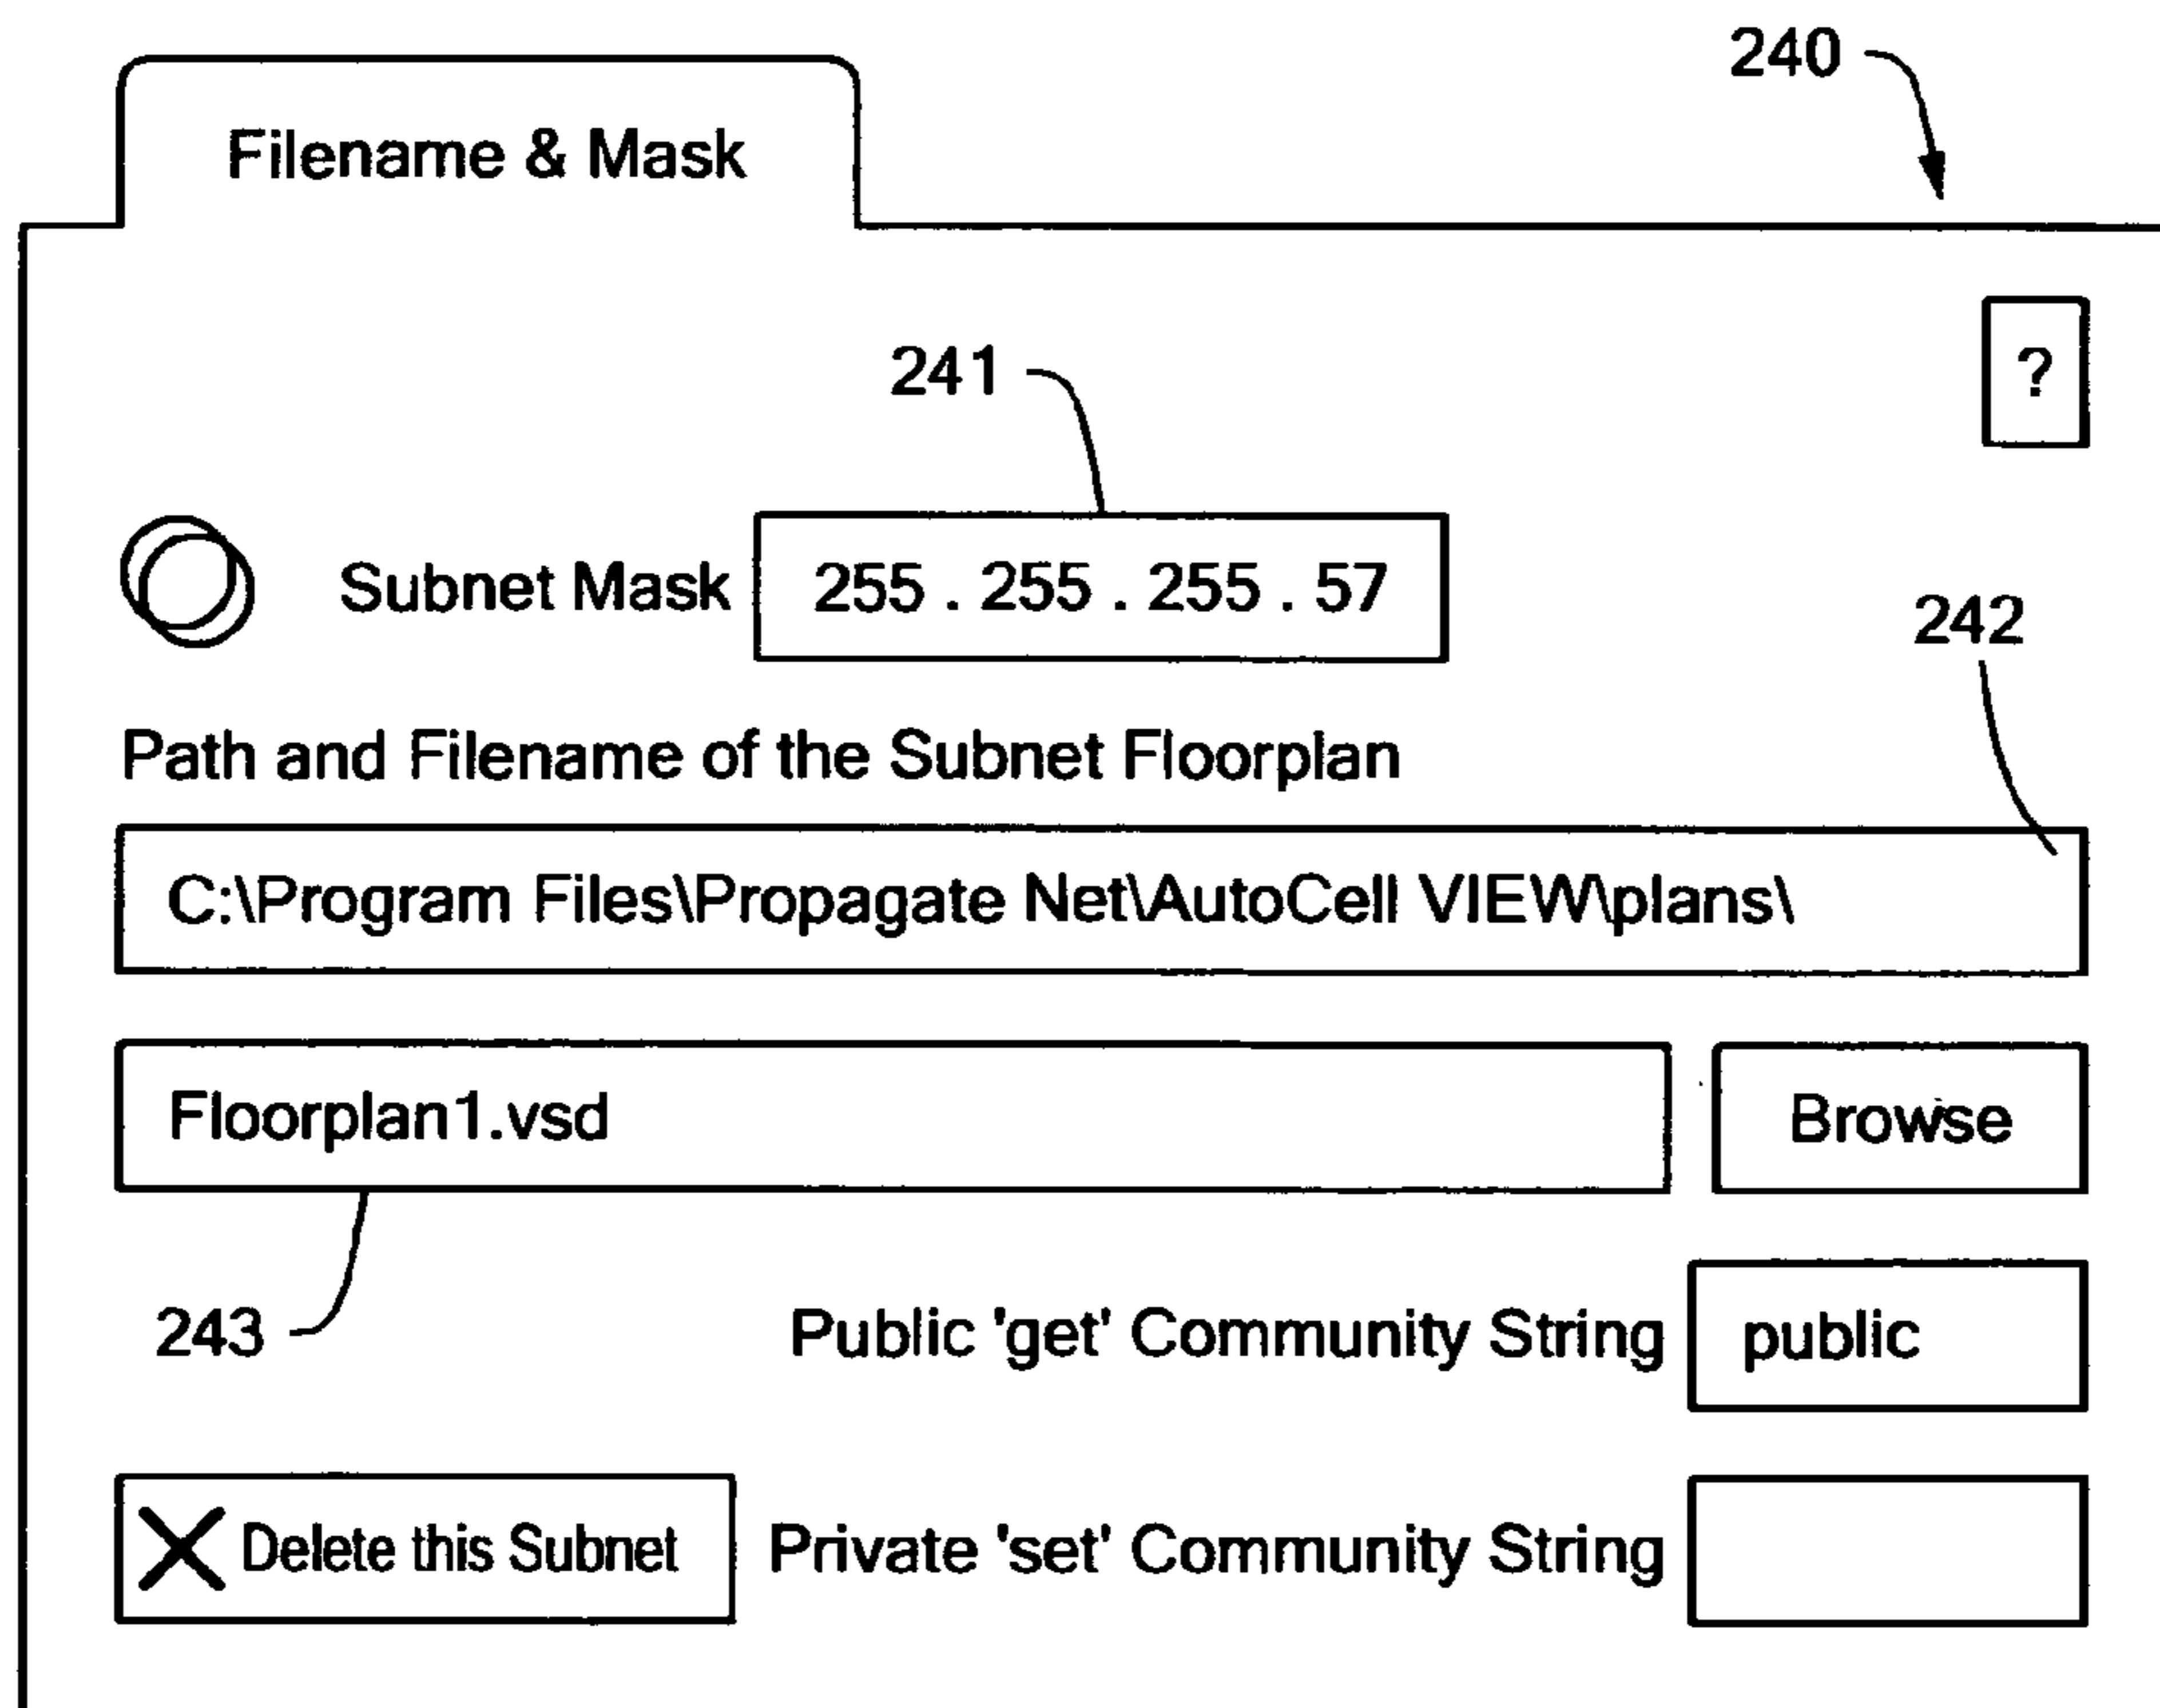 240
Filename & Mask
?
241
Subnet Mask 255 . 255 . 255 . 57
242
Path and Filename of the Subnet Floorplan
C:\Program Files\Propagate Net\AutoCell VIEW\plans\
Floorplan1.vsd Browse
243 Public 'get' Community String public
Delete this Subnet Private 'set' Community String